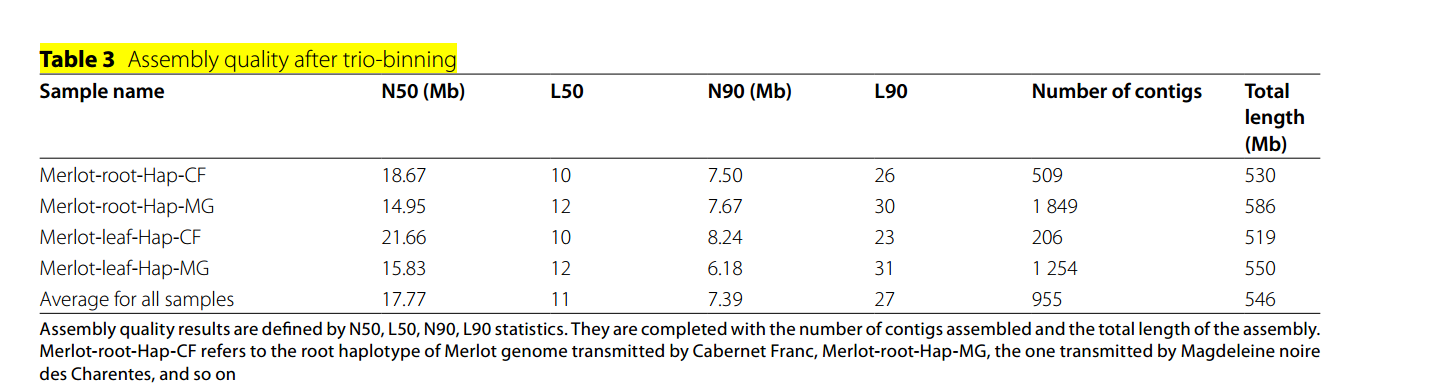 Table 3 Assembly quality after trio-binning
Sample name N50 (Mb) L50 N90 (Mb) L90 Number of contigs Total
length
(Mb)
Merlot-root-Hap-CF 18.67 10 7.50 26 509 530
Merlot-root-Hap-MG 14.95 12 7.67 30 1 849 586
Merlot-leaf-Hap-CF 21.66 10 8.24 23 206 519
Merlot-leaf-Hap-MG 15.83 12 6.18 31 1 254 550
Average for all samples 17.77 11 7.39 27 955 546
Assembly quality results are defined by N50, L50, N90, L90 statistics. They are completed with the number of contigs assembled and the total length of the assembly.
Merlot-root-Hap-CF refers to the root haplotype of Merlot genome transmitted by Cabernet Franc, Merlot-root-Hap-MG, the one transmitted by Magdeleine noire
des Charentes, and so on